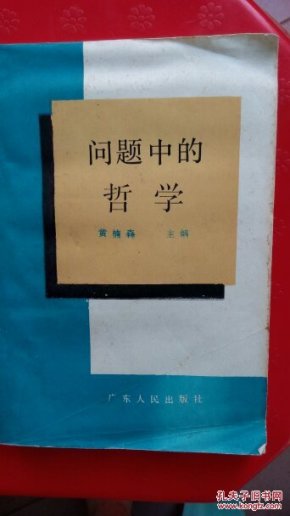 问题中的
哲学
黄楠森 主编
广东人民出版社
孔夫子旧书网